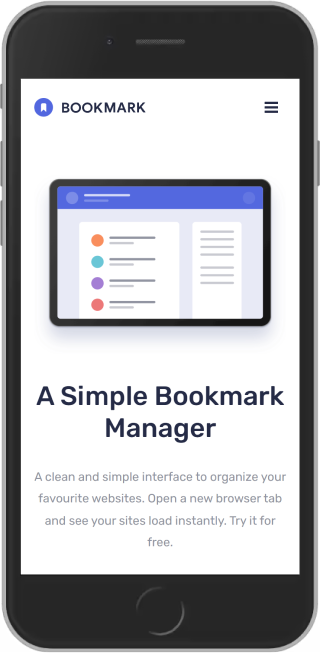 BOOKMARK
A Simple Bookmark
Manager
A clean and simple interface to organize your
favourite websites. Open a new browser tab
and see your sites load instantly. Try it for
free.